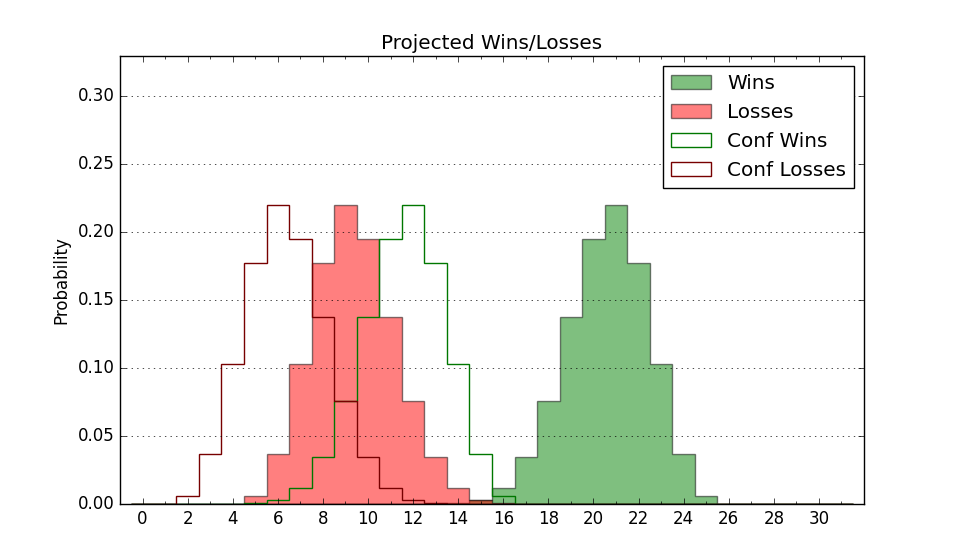 Projected Wins/Losses
Wins
Losses
Conf Wins
Conf Losses
Probability
0.30
0.25
0.20
0.15
0.10
0.05
0.00
0 2 4 6 8 10 12 14 16 18 20 22 24 26 28 30